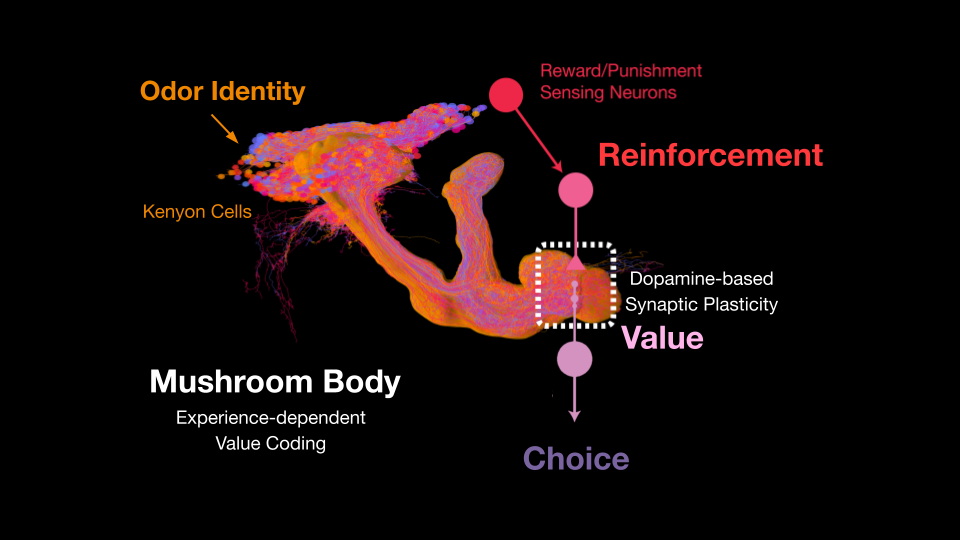 Reward/Punishment
Sensing Neurons
Odor Identity
Reinforcement
Kenyon Cells
Dopamine-based
Synaptic Plasticity
Value
Mushroom Body
Experience-dependent
Value Coding
Choice